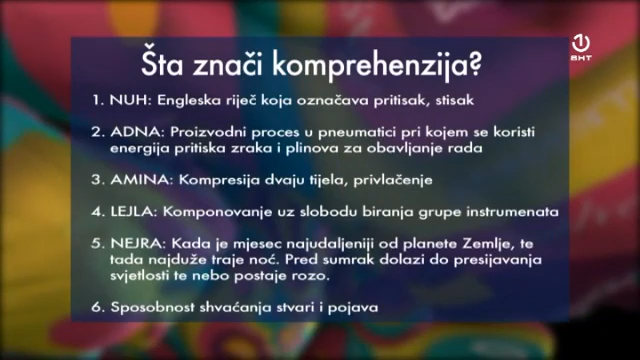 Šta znači komprehenzija?
1
BHT
1. NUH: Engleska riječ koja označava pritisak, stisak
2. ADNA: Proizvodni proces u pneumatici pri kojem se koristi
energija pritiska zraka i plinova za obavljanje rada
3. AMINA: Kompresija dvaju tijela, privlačenje
4. LEJLA: Komponovanje uz slobodu biranja grupe instrumenata
5. NEJRA: Kada je mjesec najudaljeniji od planete Zemlje, te
tada najduže traje noć. Pred sumrak dolazi do presijavanja
svjetlosti te nebo postaje rozo.
6. Sposobnost shvaćanja stvari i pojava